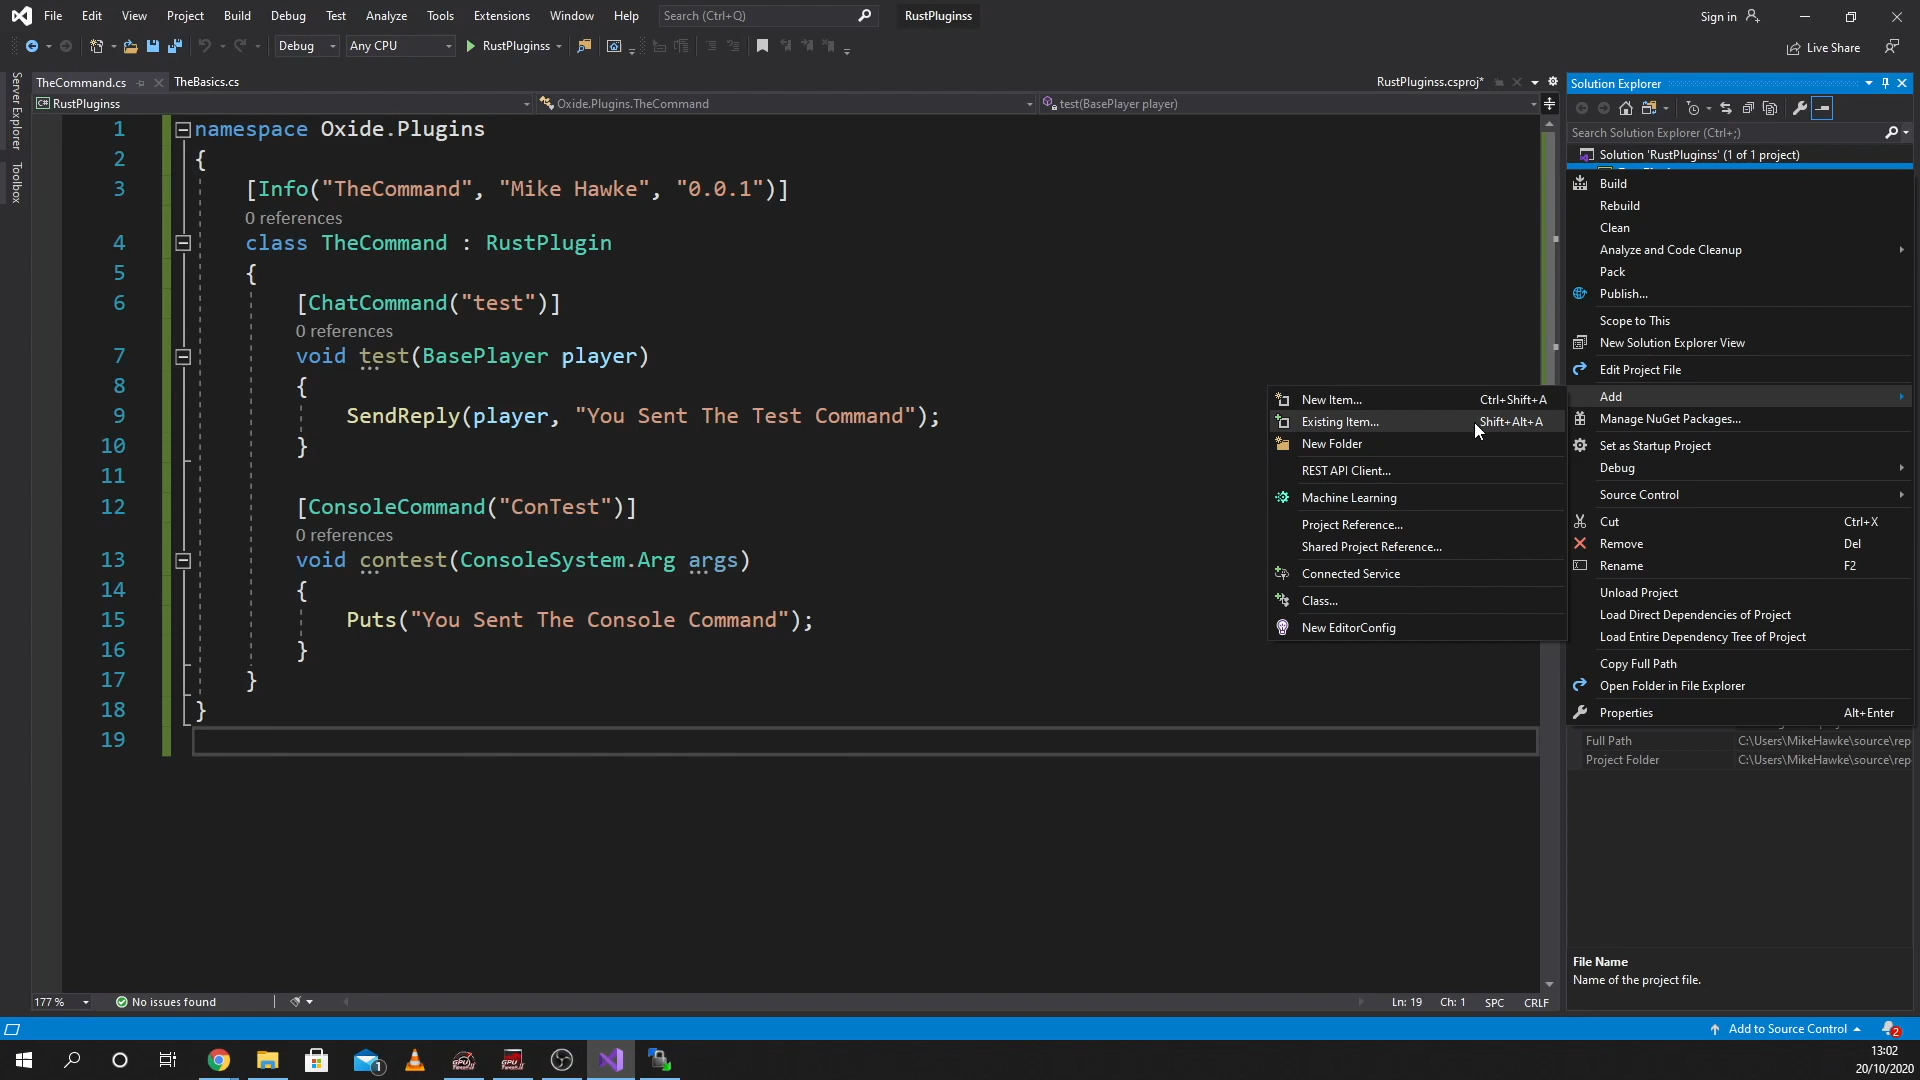 File Edit View Project Build Debug Test Analyze Tools Extensions Window Help Search (Ctrl+Q) RustPluginss Sign in
Debug Any CPU RustPluginss Live Share
Server Explorer
Toolbox
TheCommand.cs TheBasics.cs RustPluginss.csproj*
RustPluginss Oxide.Plugins.TheCommand test(BasePlayer player)
1 namespace Oxide.Plugins
2 {
3 [Info("TheCommand", "Mike Hawke", "0.0.1")]
0 references
4 class TheCommand : RustPlugin
5 {
6 [ChatCommand("test")]
0 references
7 void test(BasePlayer player)
8 {
9 SendReply(player, "You Sent The Test Command");
10 }
11
12 [ConsoleCommand("ConTest")]
0 references
13 void contest(ConsoleSystem.Arg args)
14 {
15 Puts("You Sent The Console Command");
16 }
17 }
18 }
19
New Item... Ctrl+Shift+A
Existing Item... Shift+Alt+A
New Folder
REST API Client...
Machine Learning
Project Reference...
Shared Project Reference...
Connected Service
Class...
New EditorConfig
Solution Explorer
Search Solution Explorer (Ctrl+;)
Solution 'RustPluginss' (1 of 1 project)
Build
Rebuild
Clean
Analyze and Code Cleanup
Pack
Publish...
Scope to This
New Solution Explorer View
Edit Project File
Add
Manage NuGet Packages...
Set as Startup Project
Debug
Source Control
Cut Ctrl+X
Remove Del
Rename F2
Unload Project
Load Direct Dependencies of Project
Load Entire Dependency Tree of Project
Copy Full Path
Open Folder in File Explorer
Properties Alt+Enter
Full Path C:\Users\MikeHawke\source\rep
Project Folder C:\Users\MikeHawke\source\rep
File Name
Name of the project file.
177 % No issues found Ln: 19 Ch: 1 SPC CRLF
Add to Source Control 2
1
GPU
GPU
13:02
20/10/2020